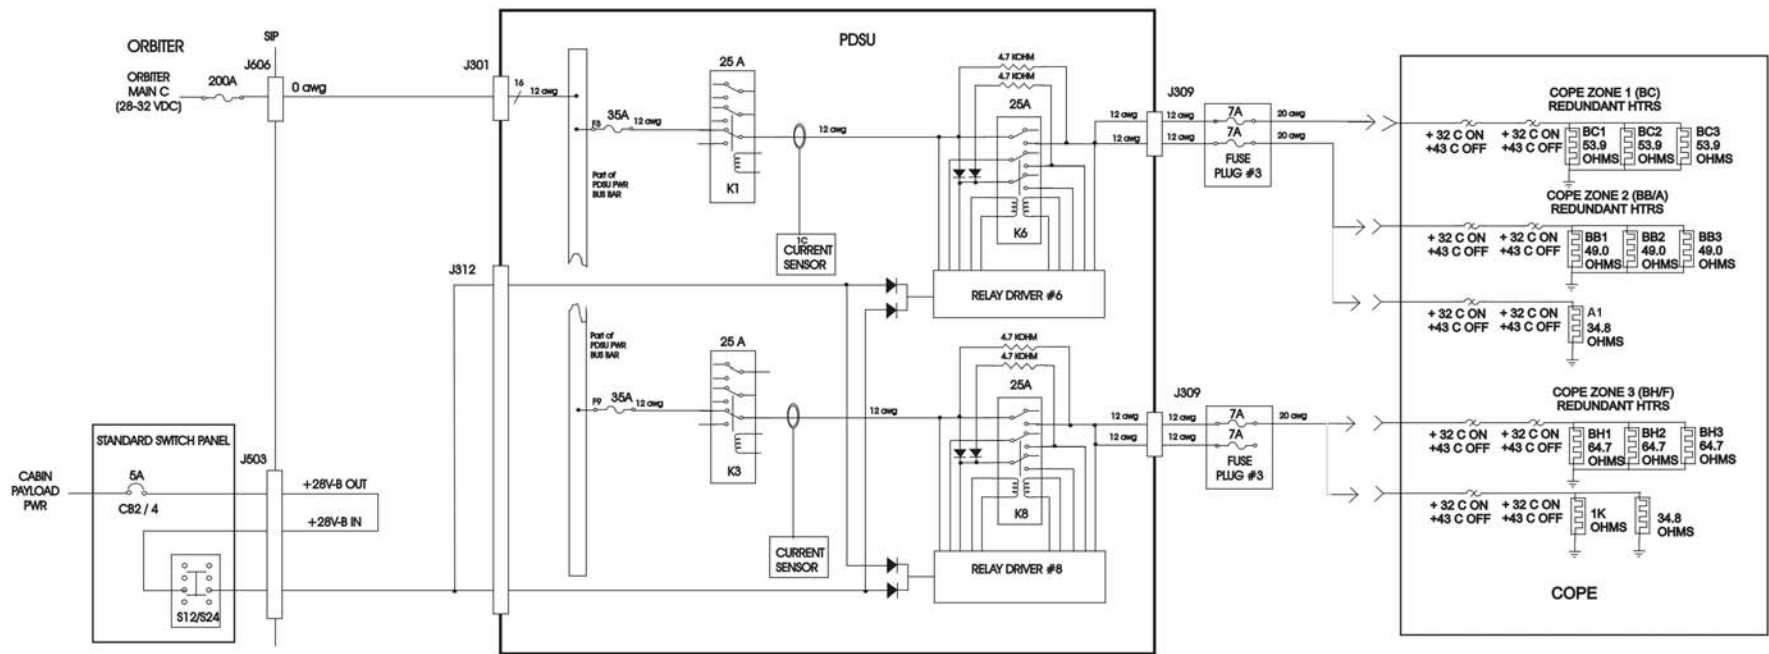 ORBITER
SIP
J606
ORBITER
MAIN C
(28-32 VDC)
200A
0 awg
J301
PDSU
16
12 awg
25 A
K1
F8
35A
12 awg
12 awg
Part of
PDSU PWR
BUS BAR
1C
CURRENT
SENSOR
4.7 KOHM
4.7 KOHM
25A
K6
RELAY DRIVER #6
12 awg
12 awg
J309
12 awg
12 awg
7A
7A
FUSE
PLUG #3
20 awg
20 awg
COPE ZONE 1 (BC)
REDUNDANT HTRS
+ 32 C ON
+43 C OFF
+ 32 C ON
+43 C OFF
BC1
53.9
OHMS
BC2
53.9
OHMS
BC3
53.9
OHMS
COPE ZONE 2 (BB/A)
REDUNDANT HTRS
+ 32 C ON
+43 C OFF
+ 32 C ON
+43 C OFF
BB1
49.0
OHMS
BB2
49.0
OHMS
BB3
49.0
OHMS
+ 32 C ON
+43 C OFF
+ 32 C ON
+43 C OFF
A1
34.8
OHMS
J312
Part of
PDSU PWR
BUS BAR
25 A
K3
F9
35A
12 awg
12 awg
CURRENT
SENSOR
4.7 KOHM
4.7 KOHM
25A
K8
RELAY DRIVER #8
12 awg
12 awg
J309
12 awg
12 awg
7A
7A
FUSE
PLUG #3
20 awg
COPE ZONE 3 (BH/F)
REDUNDANT HTRS
+ 32 C ON
+43 C OFF
+ 32 C ON
+43 C OFF
BH1
64.7
OHMS
BH2
64.7
OHMS
BH3
64.7
OHMS
+ 32 C ON
+43 C OFF
+ 32 C ON
+43 C OFF
1K
OHMS
34.8
OHMS
COPE
STANDARD SWITCH PANEL
J503
CABIN
PAYLOAD
PWR
5A
CB2 / 4
+28V-B OUT
+28V-B IN
S12/S24